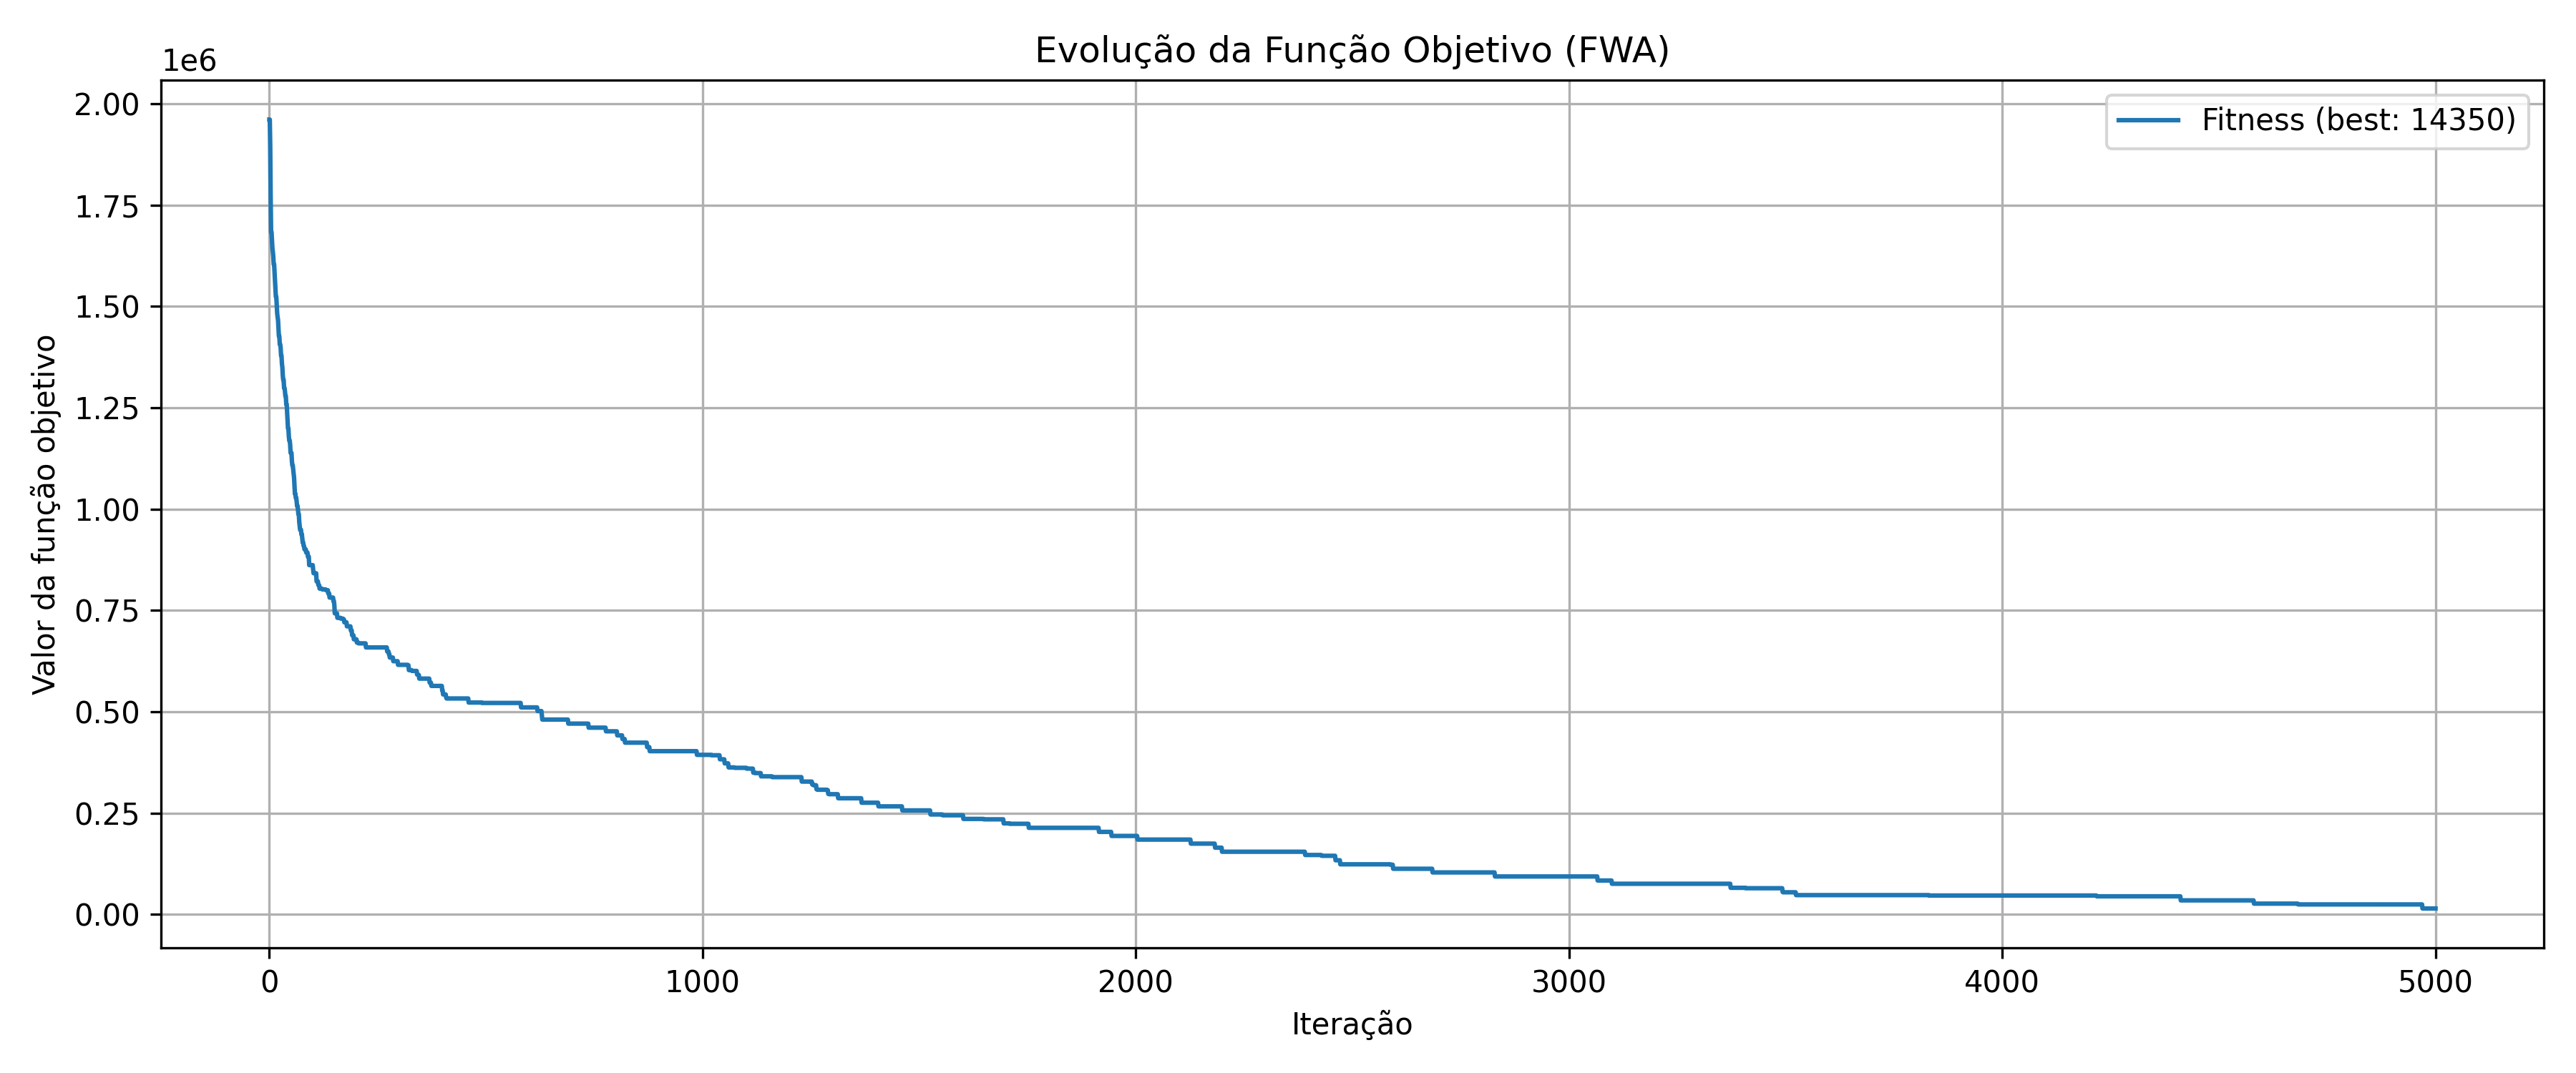 Evolução da Função Objetivo (FWA)
1e6
2.00
1.75
1.50
1.25
1.00
0.75
0.50
0.25
0.00
Valor da função objetivo
Fitness (best: 14350)
0 1000 2000 3000 4000 5000
Iteração